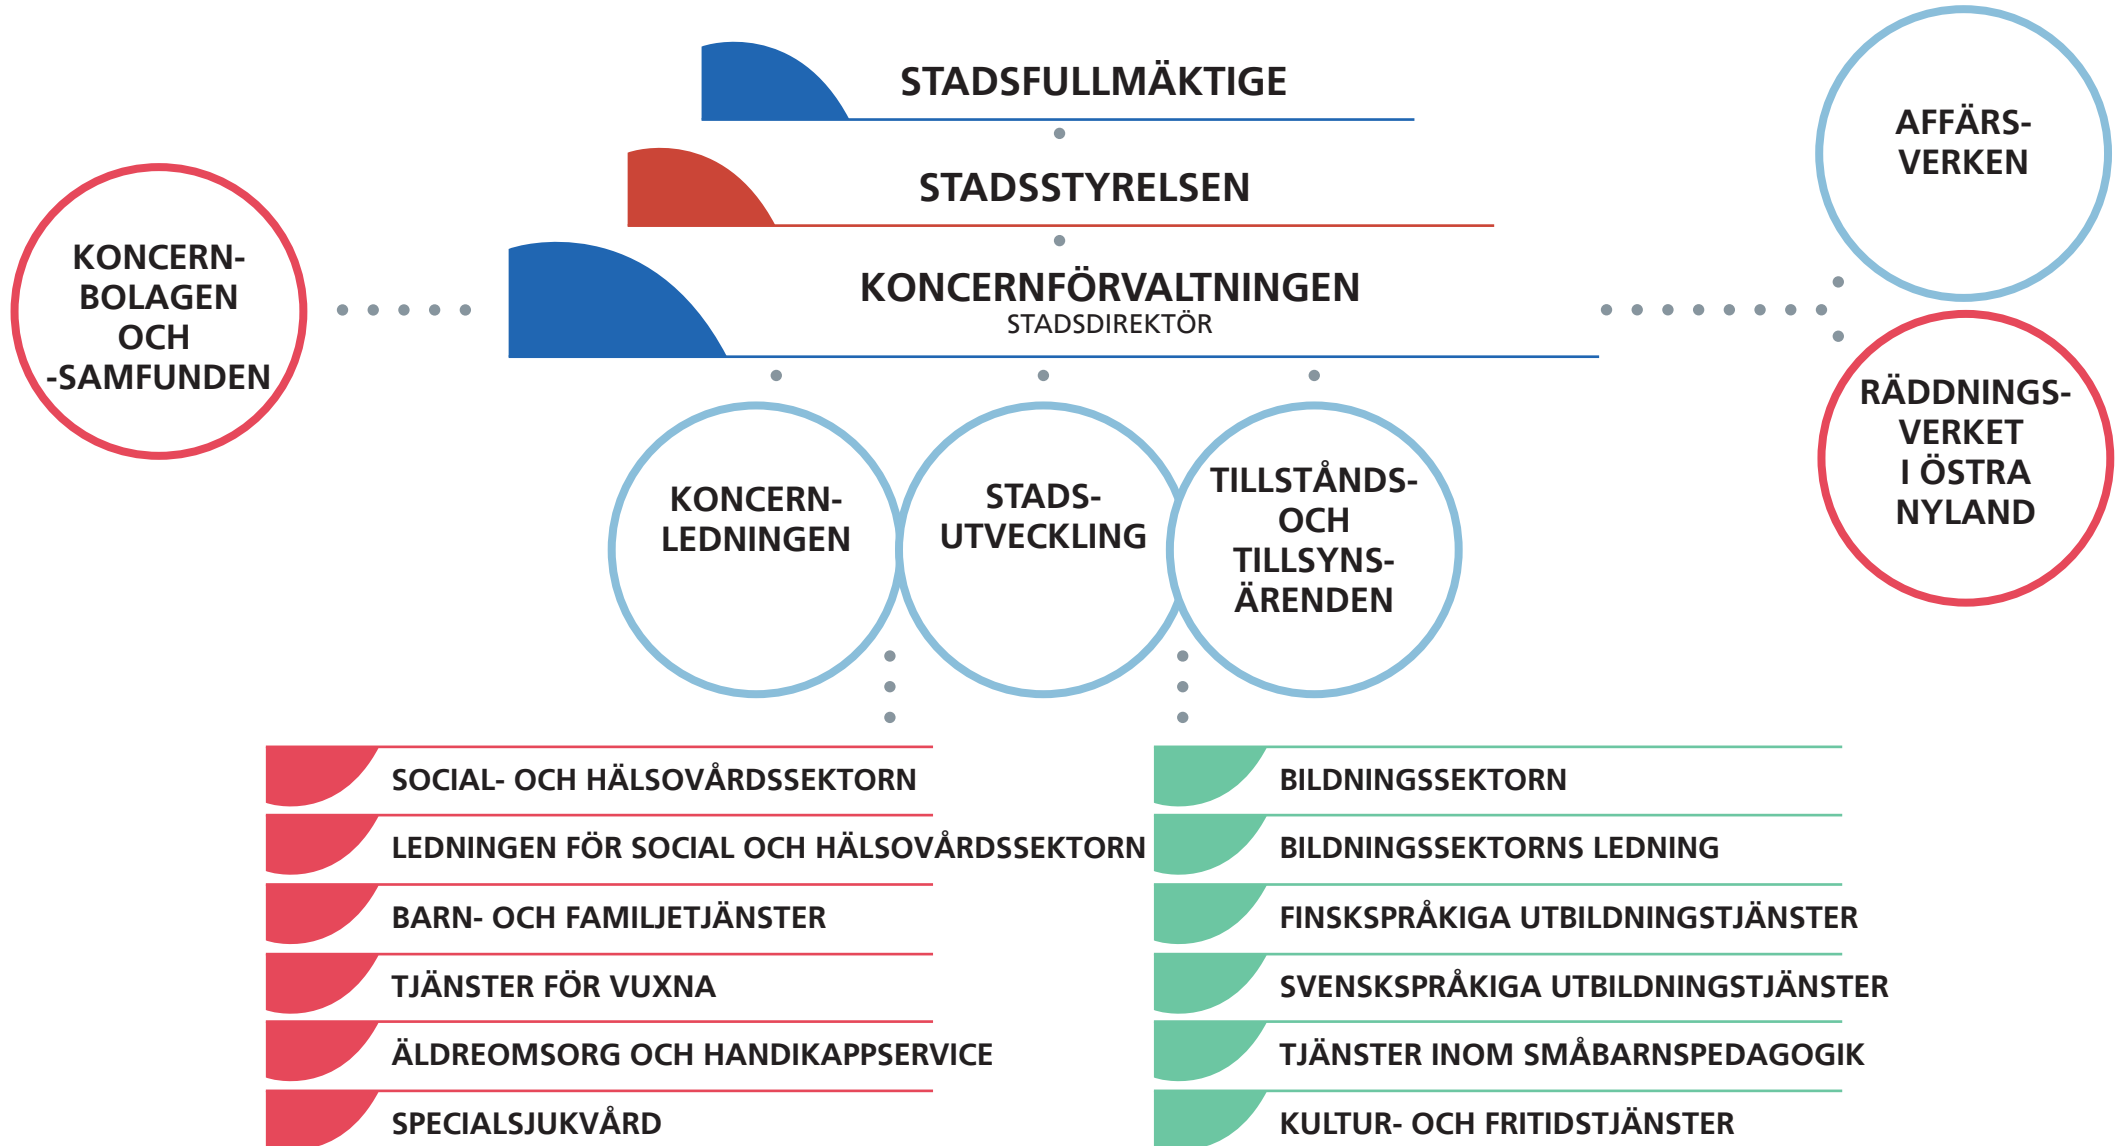 STADSFULLMÄKTIGE
STADSSTYRELSEN
KONCERNFÖRVALTNINGEN
STADSDIREKTÖR
KONCERN-
BOLAGEN
OCH
-SAMFUNDEN
AFFÄRS-
VERKEN
RÄDDNINGS-
VERKET
I ÖSTRA
NYLAND
KONCERN-
LEDNINGEN
STADS-
UTVECKLING
TILLSTÅNDS-
OCH
TILLSYNS-
ÄRENDEN
SOCIAL- OCH HÄLSOVÅRDSSEKTORN
LEDNINGEN FÖR SOCIAL OCH HÄLSOVÅRDSSEKTORN
BARN- OCH FAMILJETJÄNSTER
TJÄNSTER FÖR VUXNA
ÄLDREOMSORG OCH HANDIKAPPSERVICE
SPECIALSJUKVÅRD
BILDNINGSSEKTORN
BILDNINGSSEKTORNS LEDNING
FINSKSPRÅKIGA UTBILDNINGSTJÄNSTER
SVENSKSPRÅKIGA UTBILDNINGSTJÄNSTER
TJÄNSTER INOM SMÅBARNSPEDAGOGIK
KULTUR- OCH FRITIDSTJÄNSTER